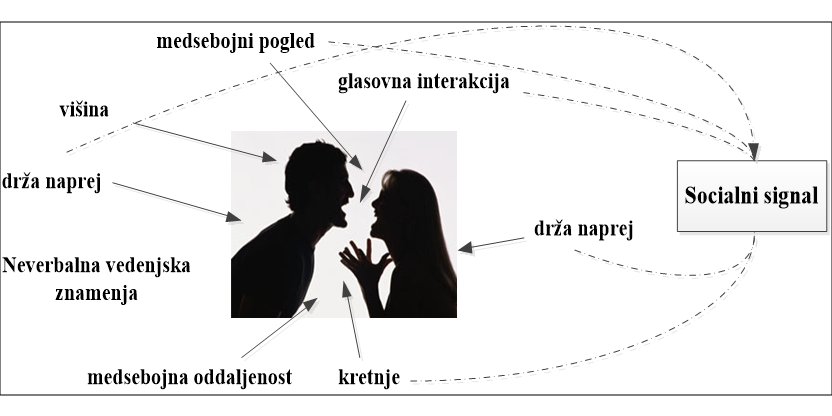 medsebojni pogled
glasovna interakcija
višina
drža naprej
Socialni signal
drža naprej
Neverbalna vedenjska
znamenja
medsebojna oddaljenost
kretnje